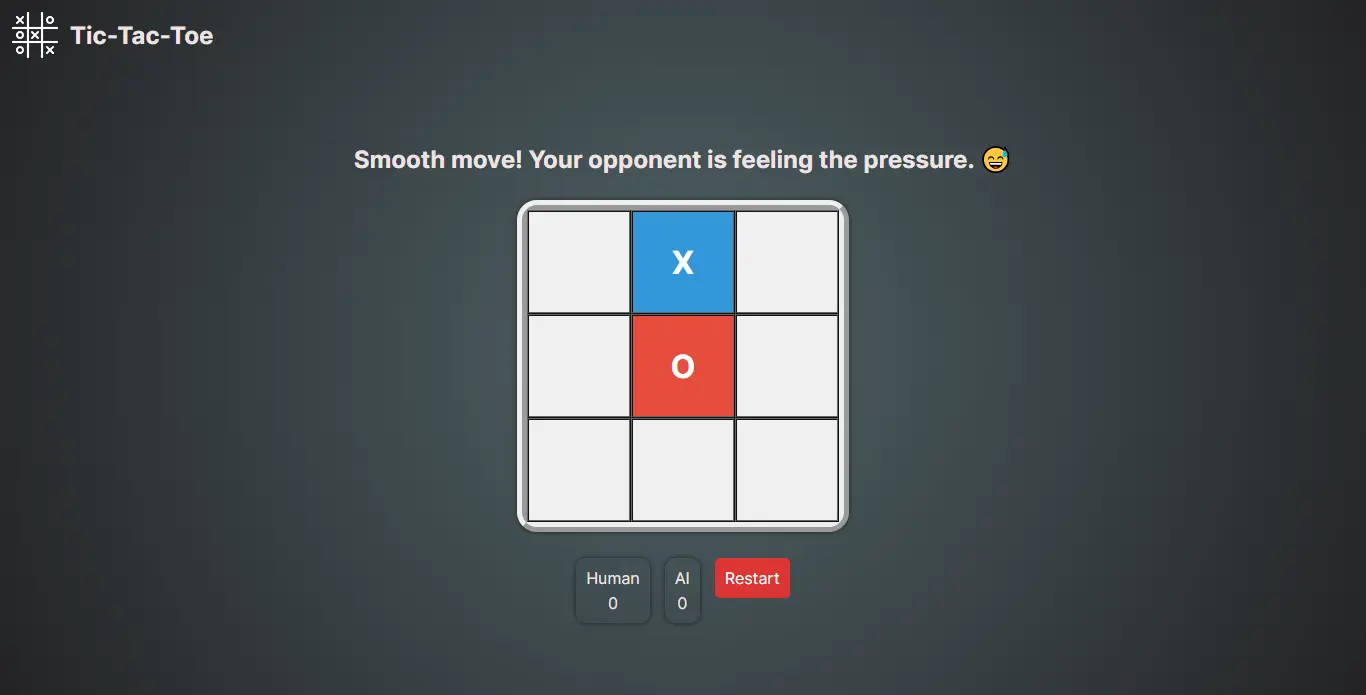 Tic-Tac-Toe
Smooth move! Your opponent is feeling the pressure. 😅
X
O
Human AI Restart
0 0